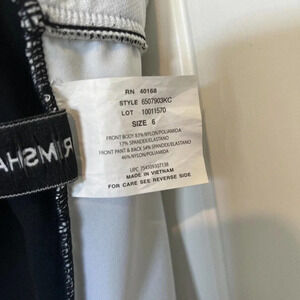 RN 40168
STYLE 6507903KC
LOT 10011570
SIZE 6
FRONT BODY 83% NYLON/POLIAMIDA
17% SPANDEX/ELASTANO
FRONT PANT & BACK 54% SPANDEX/ELASTANO
46% NYLON/POLIAMIDA
MADE IN VIETNAM
FOR CARE SEE REVERSE SIDE
RIMSHA